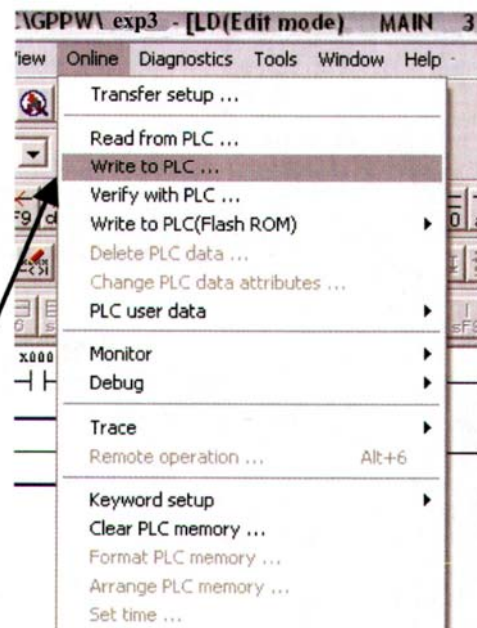 :\GPPW\ exp3 - [LD(Edit mode) MAIN 3
iew Online Diagnostics Tools Window Help -
Transfer setup ...
Read from PLC ...
Write to PLC ...
Verify with PLC ...
F9
Write to PLC(Flash ROM)
Delete PLC data ...
Change PLC data attributes ...
PLC user data
sF9
X000
Monitor
Debug
Trace
Remote operation ... Alt+6
Keyword setup
Clear PLC memory ...
Format PLC memory ...
Arrange PLC memory ...
Set time ...